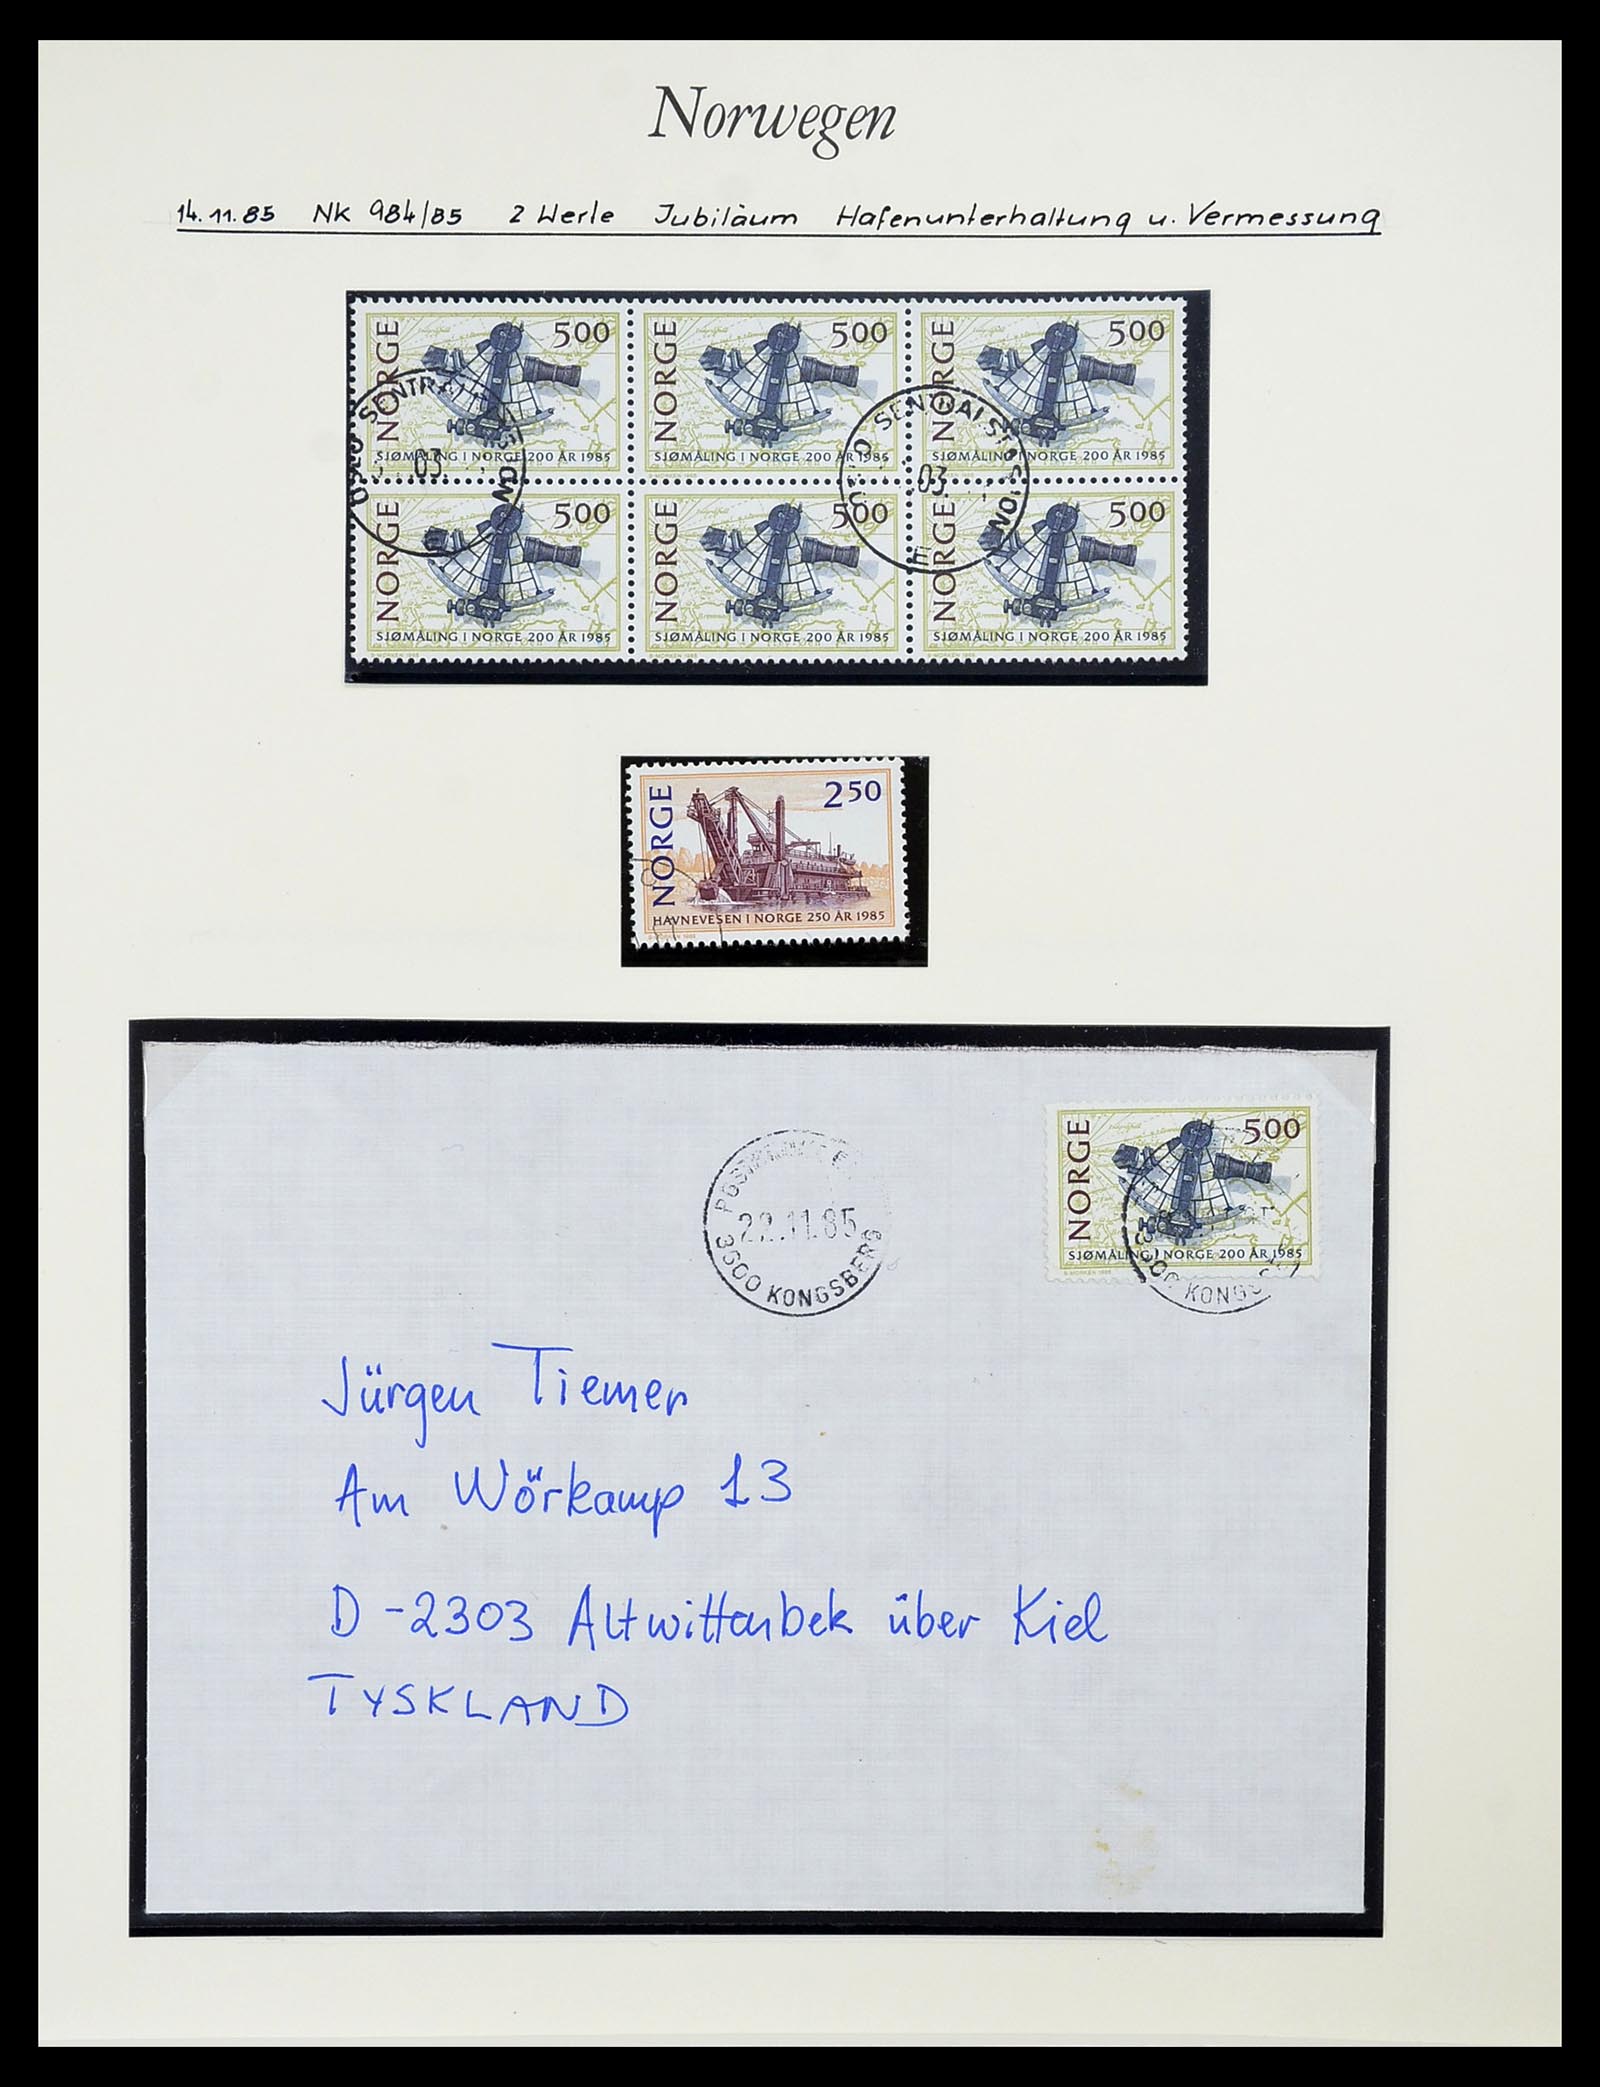 Norwegen
14.11.85 NK 984/85 2 Werte Jubiläum Hafenunterhaltung u. Vermessung
NORGE 500
SJØMÅLING I NORGE 200 ÅR 1985
NORGE 500
SJØMÅLING I NORGE 200 ÅR 1985
NORGE 500
SJØMÅLING I NORGE 200 ÅR 1985
03
03
NORGE 500
SJØMÅLING I NORGE 200 ÅR 1985
NORGE 500
SJØMÅLING I NORGE 200 ÅR 1985
NORGE 500
SJØMÅLING I NORGE 200 ÅR 1985
NORGE 250
HAVNEVESEN I NORGE 250 ÅR 1985
22.11.85
3600 KONGSBERG
NORGE 500
SJØMÅLING I NORGE 200 ÅR 1985
Jürgen Tiemer
Am Wörkamp 13
D-2303 Altwittenbek über Kiel
TYSKLAND